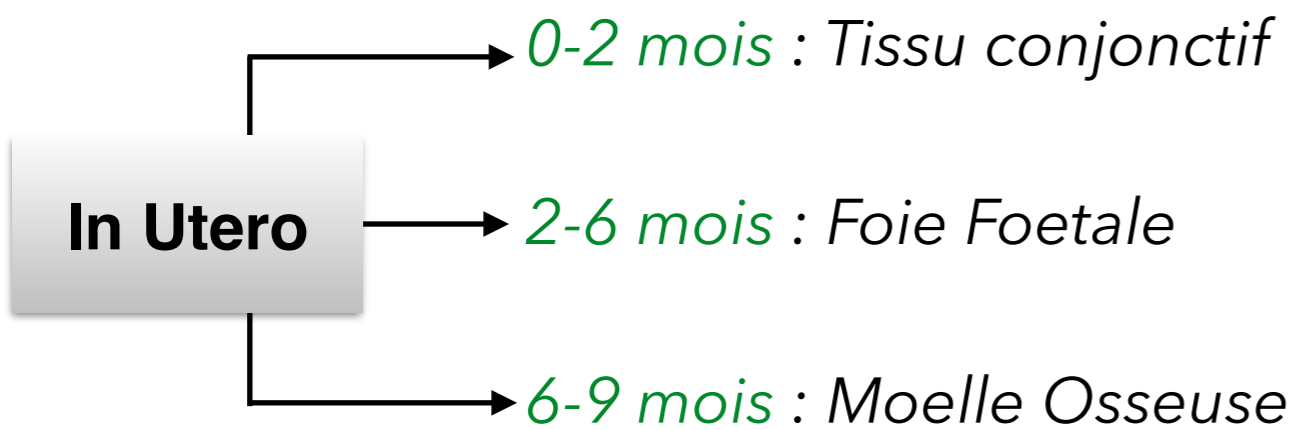 0-2 mois : Tissu conjonctif
In Utero
2-6 mois : Foie Foetale
6-9 mois : Moelle Osseuse